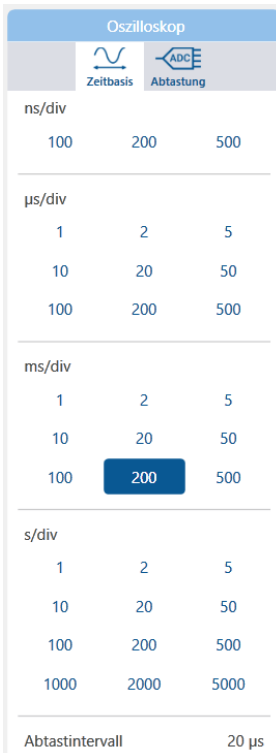 Oszilloskop
ADC
Zeitbasis Abtastung
ns/div
100 200 500
µs/div
1 2 5
10 20 50
100 200 500
ms/div
1 2 5
10 20 50
100 200 500
s/div
1 2 5
10 20 50
100 200 500
1000 2000 5000
Abtastintervall 20 µs